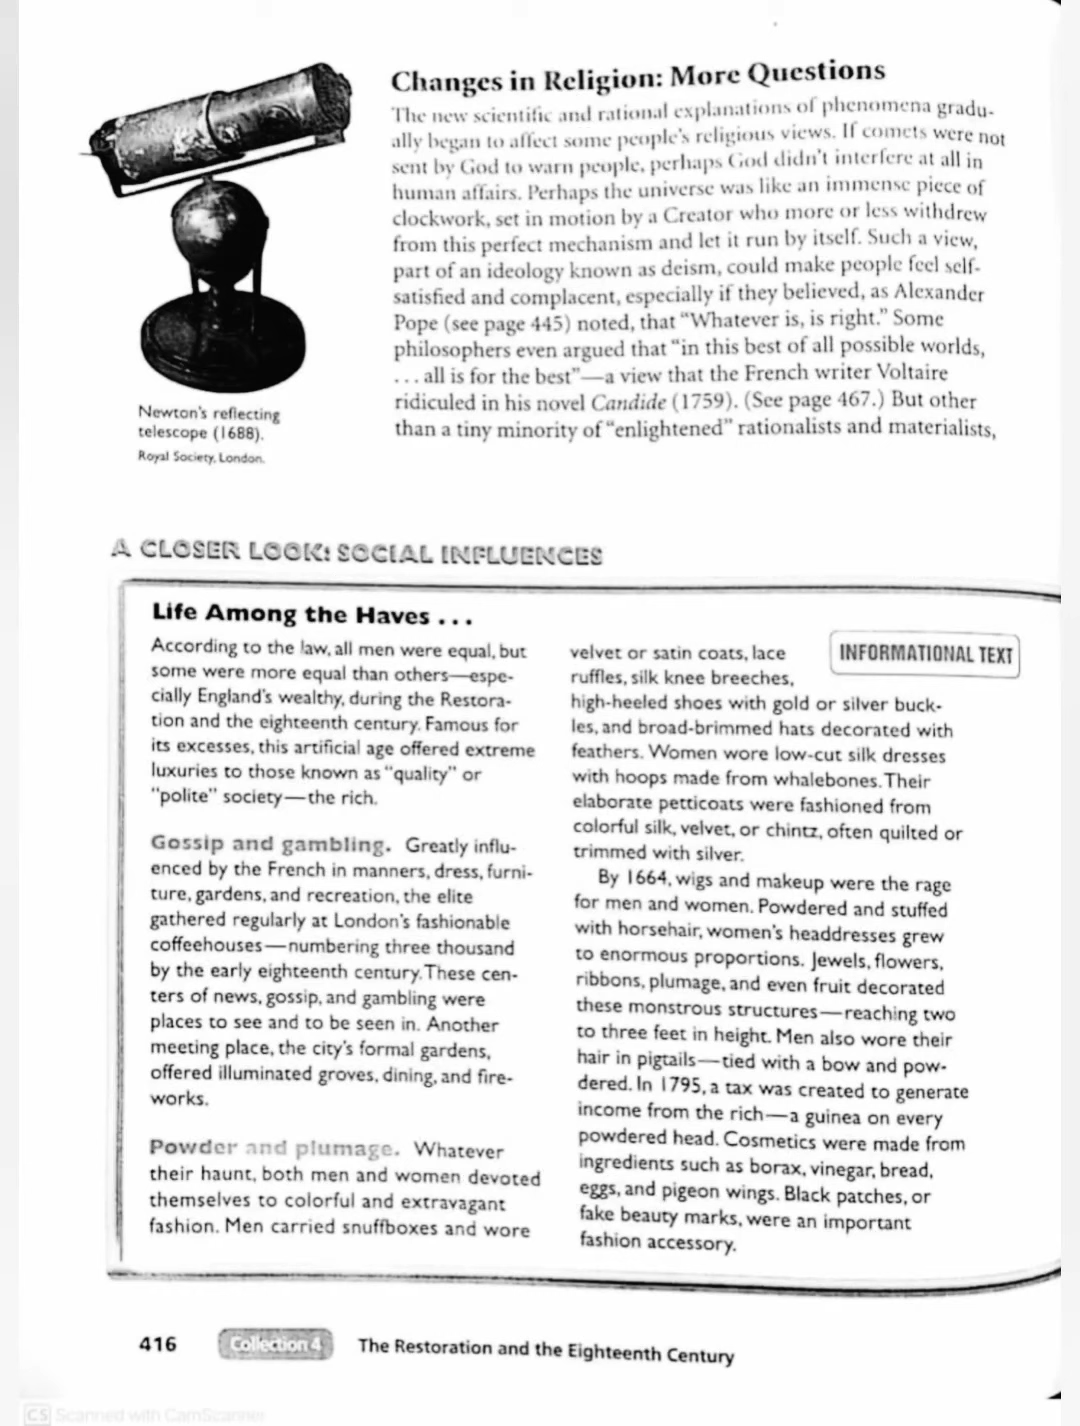 Changes in Religion: More Questions
The new scientific and rational explanations of phenomena gradu-
ally began to affect some people's religious views. If comets were not
sent by God to warn people, perhaps God didn't interfere at all in
human affairs. Perhaps the universe was like an immense piece of
clockwork, set in motion by a Creator who more or less withdrew
from this perfect mechanism and let it run by itself. Such a view,
part of an ideology known as deism, could make people feel self-
satisfied and complacent, especially if they believed, as Alexander
Pope (see page 445) noted, that "Whatever is, is right." Some
philosophers even argued that "in this best of all possible worlds,
. . . all is for the best"—a view that the French writer Voltaire
ridiculed in his novel Candide (1759). (See page 467.) But other
than a tiny minority of "enlightened" rationalists and materialists,
Newton's reflecting
telescope (1688).
Royal Society, London.
A CLOSER LOOK: SOCIAL INFLUENCES
INFORMATIONAL TEXT
Life Among the Haves . . .
According to the law, all men were equal, but
some were more equal than others—espe-
cially England's wealthy, during the Restora-
tion and the eighteenth century. Famous for
its excesses, this artificial age offered extreme
luxuries to those known as "quality" or
"polite" society—the rich.
Gossip and gambling. Greatly influ-
enced by the French in manners, dress, furni-
ture, gardens, and recreation, the elite
gathered regularly at London's fashionable
coffeehouses—numbering three thousand
by the early eighteenth century. These cen-
ters of news, gossip, and gambling were
places to see and to be seen in. Another
meeting place, the city's formal gardens,
offered illuminated groves, dining, and fire-
works.
Powder and plumage. Whatever
their haunt, both men and women devoted
themselves to colorful and extravagant
fashion. Men carried snuffboxes and wore
velvet or satin coats, lace
ruffles, silk knee breeches,
high-heeled shoes with gold or silver buck-
les, and broad-brimmed hats decorated with
feathers. Women wore low-cut silk dresses
with hoops made from whalebones. Their
elaborate petticoats were fashioned from
colorful silk, velvet, or chintz, often quilted or
trimmed with silver.
By 1664, wigs and makeup were the rage
for men and women. Powdered and stuffed
with horsehair, women's headdresses grew
to enormous proportions. Jewels, flowers,
ribbons, plumage, and even fruit decorated
these monstrous structures—reaching two
to three feet in height. Men also wore their
hair in pigtails—tied with a bow and pow-
dered. In 1795, a tax was created to generate
income from the rich—a guinea on every
powdered head. Cosmetics were made from
ingredients such as borax, vinegar, bread,
eggs, and pigeon wings. Black patches, or
fake beauty marks, were an important
fashion accessory.
416 Collection 4 The Restoration and the Eighteenth Century
CS Scanned with CamScanner